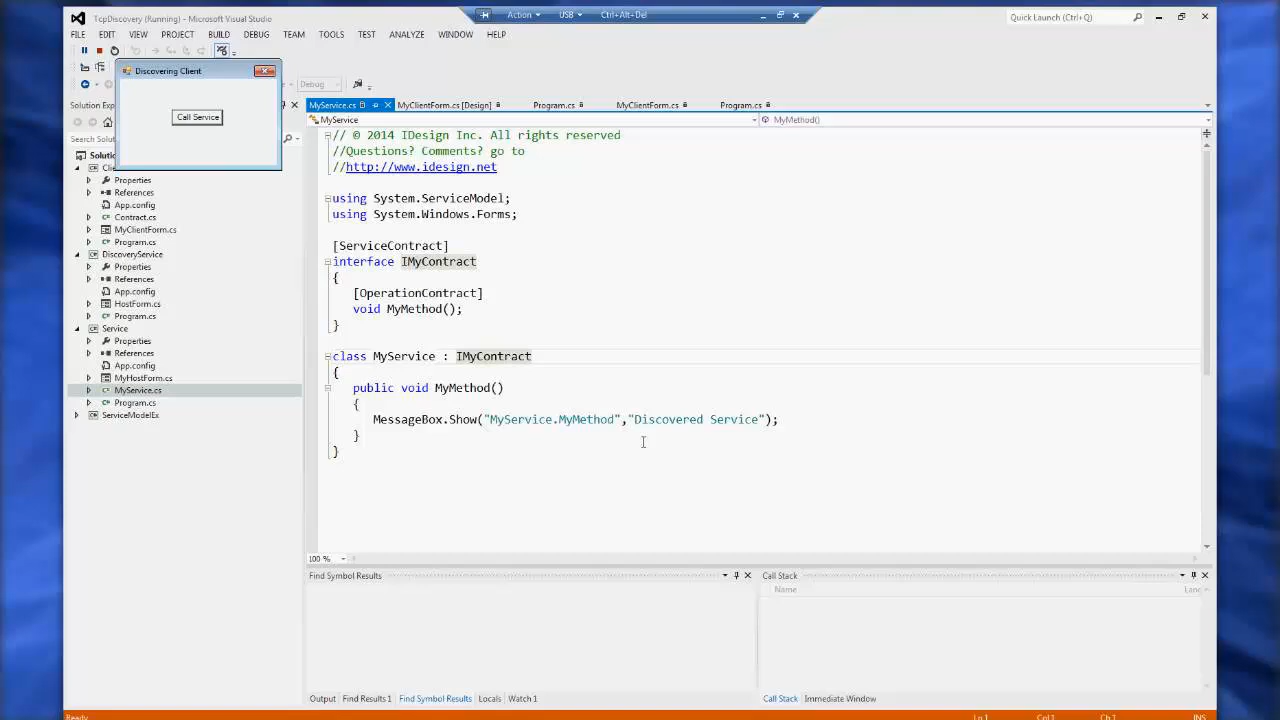 TcpDiscovery (Running) - Microsoft Visual Studio
Action
USB
Ctrl+Alt+Del
Quick Launch (Ctrl+Q)
FILE EDIT VIEW PROJECT BUILD DEBUG TEAM TOOLS TEST ANALYZE WINDOW HELP
Discovering Client
Call Service
Debug
Solution Exp
Search Solut
Solutio
Cli
Properties
References
App.config
Contract.cs
MyClientForm.cs
Program.cs
DiscoveryService
Properties
References
App.config
HostForm.cs
Program.cs
Service
Properties
References
App.config
MyHostForm.cs
MyService.cs
Program.cs
ServiceModelEx
MyService.cs MyClientForm.cs [Design] Program.cs MyClientForm.cs Program.cs
MyService MyMethod()
// © 2014 IDesign Inc. All rights reserved
//Questions? Comments? go to
//http://www.idesign.net
using System.ServiceModel;
using System.Windows.Forms;
[ServiceContract]
interface IMyContract
{
[OperationContract]
void MyMethod();
}
class MyService : IMyContract
{
public void MyMethod()
{
MessageBox.Show("MyService.MyMethod","Discovered Service");
}
}
100 %
Find Symbol Results
Call Stack
Name Lang
Output Find Results 1 Find Symbol Results Locals Watch 1
Call Stack Immediate Window
Ready Ln 1 Col 1 Ch 1 INS